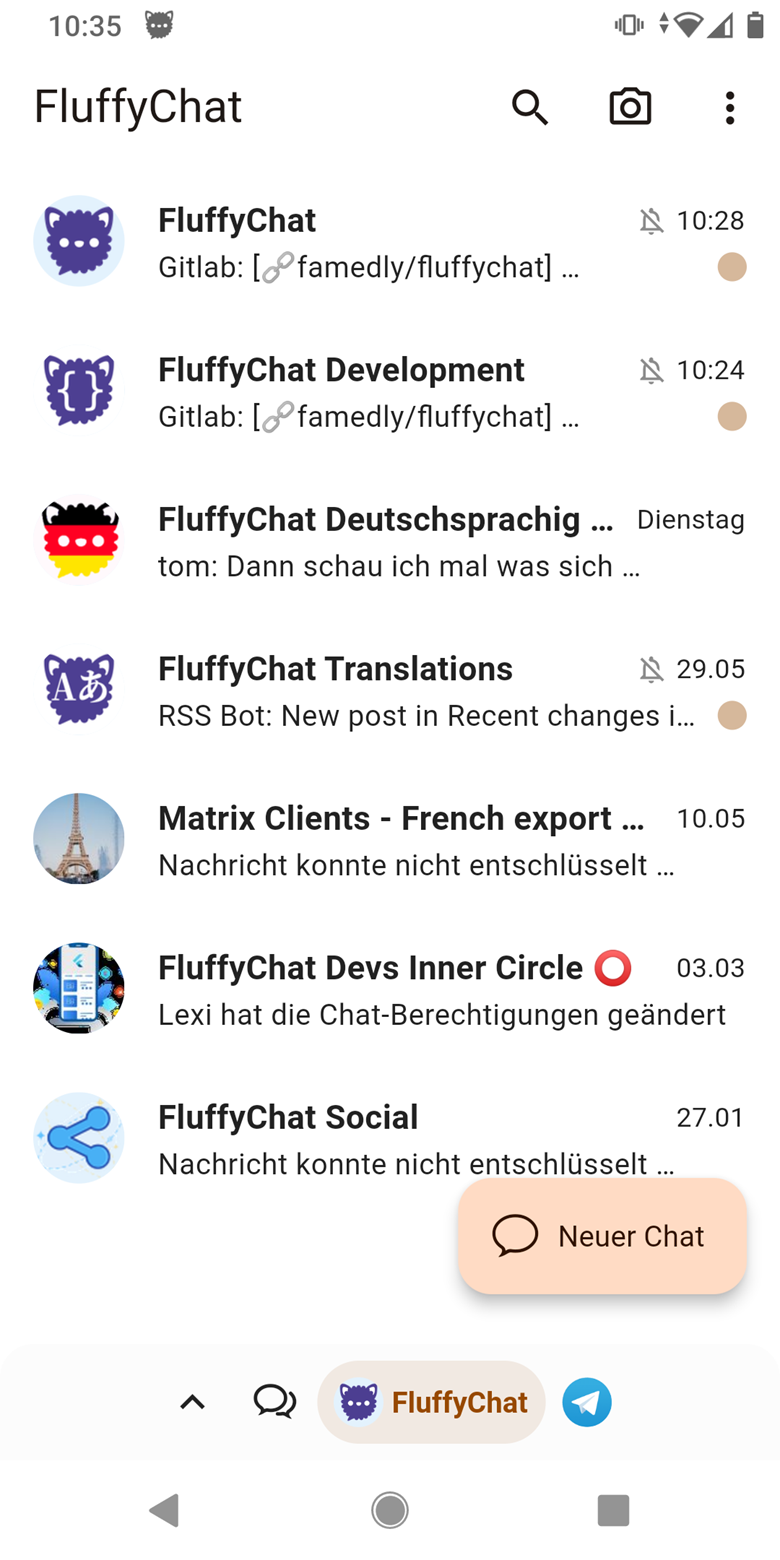 10:35
FluffyChat
FluffyChat 10:28
Gitlab: [🔗famedly/fluffychat] …
FluffyChat Development 10:24
Gitlab: [🔗famedly/fluffychat] …
FluffyChat Deutschsprachig … Dienstag
tom: Dann schau ich mal was sich …
Aあ
FluffyChat Translations 29.05
RSS Bot: New post in Recent changes i…
Matrix Clients - French export … 10.05
Nachricht konnte nicht entschlüsselt …
FluffyChat Devs Inner Circle ⭕ 03.03
Lexi hat die Chat-Berechtigungen geändert
FluffyChat Social 27.01
Nachricht konnte nicht entschlüsselt …
Neuer Chat
FluffyChat